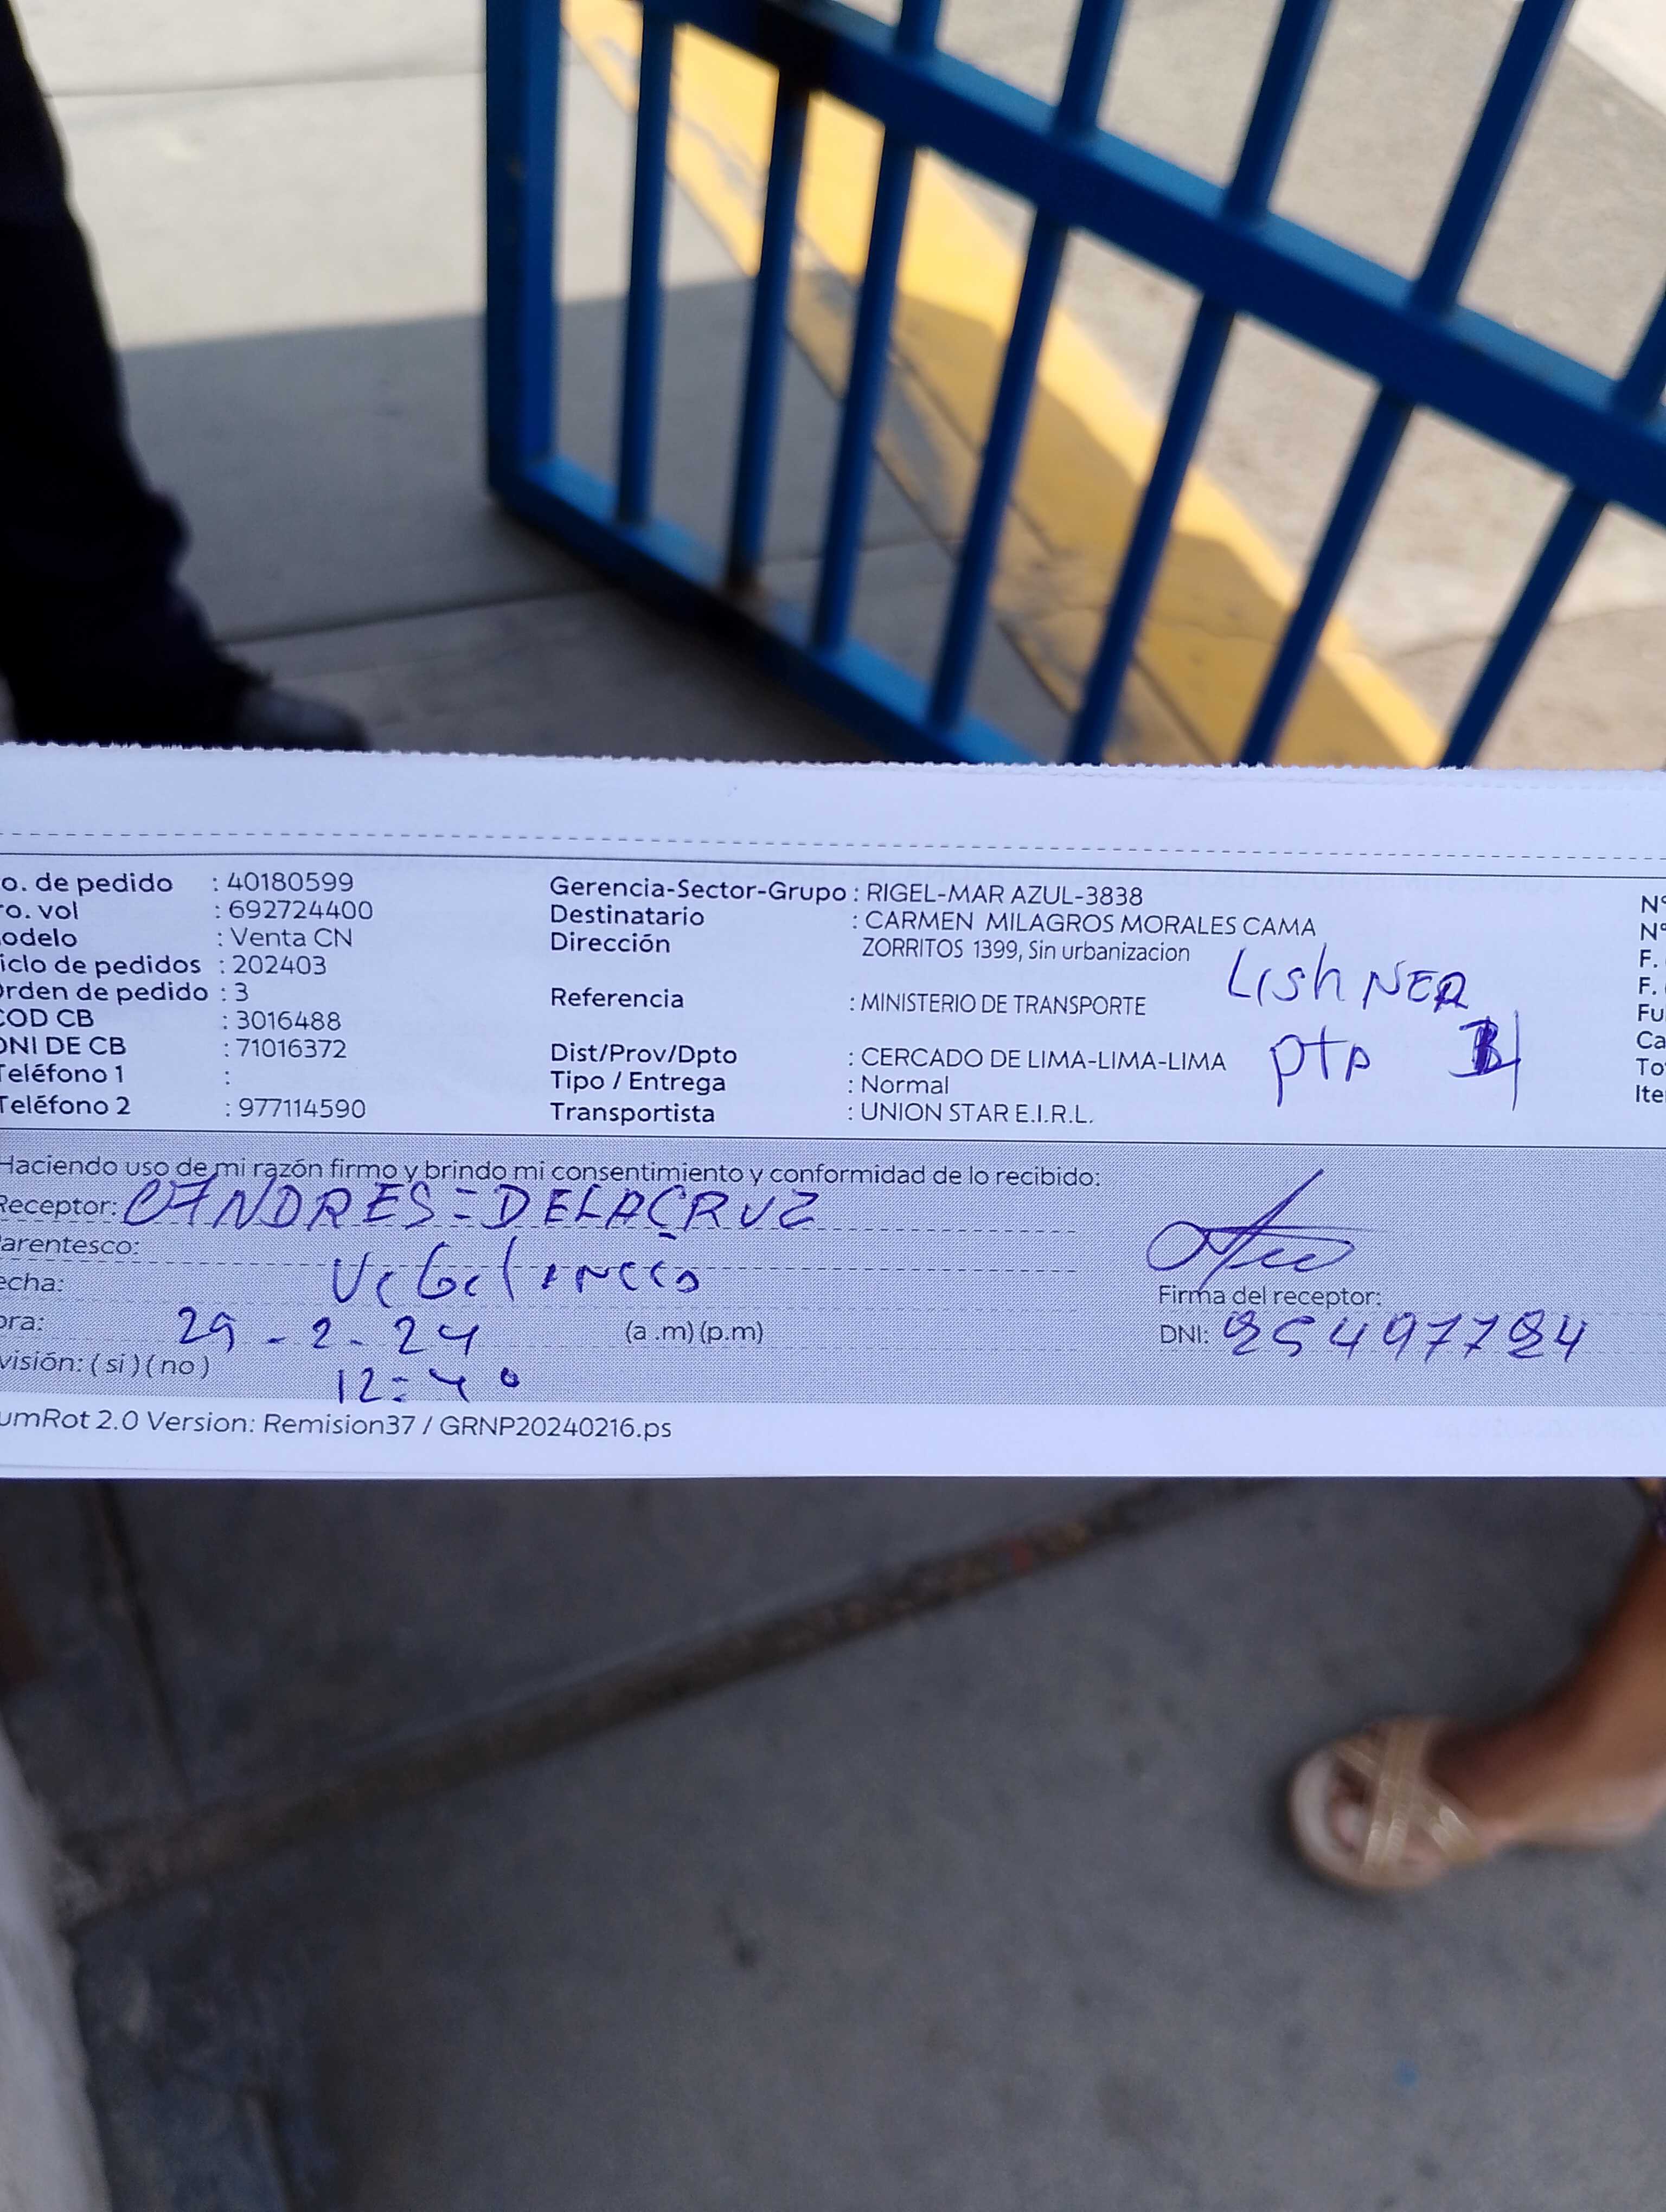 o. de pedido : 40180599
ro. vol : 692724400
odelo : Venta CN
iclo de pedidos : 202403
rden de pedido : 3
COD CB : 3016488
DNI DE CB : 71016372
Teléfono 1 :
Teléfono 2 : 977114590
Gerencia-Sector-Grupo : RIGEL-MAR AZUL-3838
Destinatario : CARMEN MILAGROS MORALES CAMA
Dirección ZORRITOS 1399, Sin urbanizacion
Referencia : MINISTERIO DE TRANSPORTE
Dist/Prov/Dpto : CERCADO DE LIMA-LIMA-LIMA
Tipo / Entrega : Normal
Transportista : UNION STAR E.I.R.L.
LishNER
ptA
N°
N°
F.
F.
Fu
Ca
To
Ite
Haciendo uso de mi razón firmo y brindo mi consentimiento y conformidad de lo recibido:
Receptor: ANDRES = DELACRUZ
arentesco:
echa:
ora: 29 - 2 - 24 (a .m) (p.m)
visión: ( si ) ( no ) 12:40
Firma del receptor:
DNI: 25497784
umRot 2.0 Version: Remision37 / GRNP20240216.ps